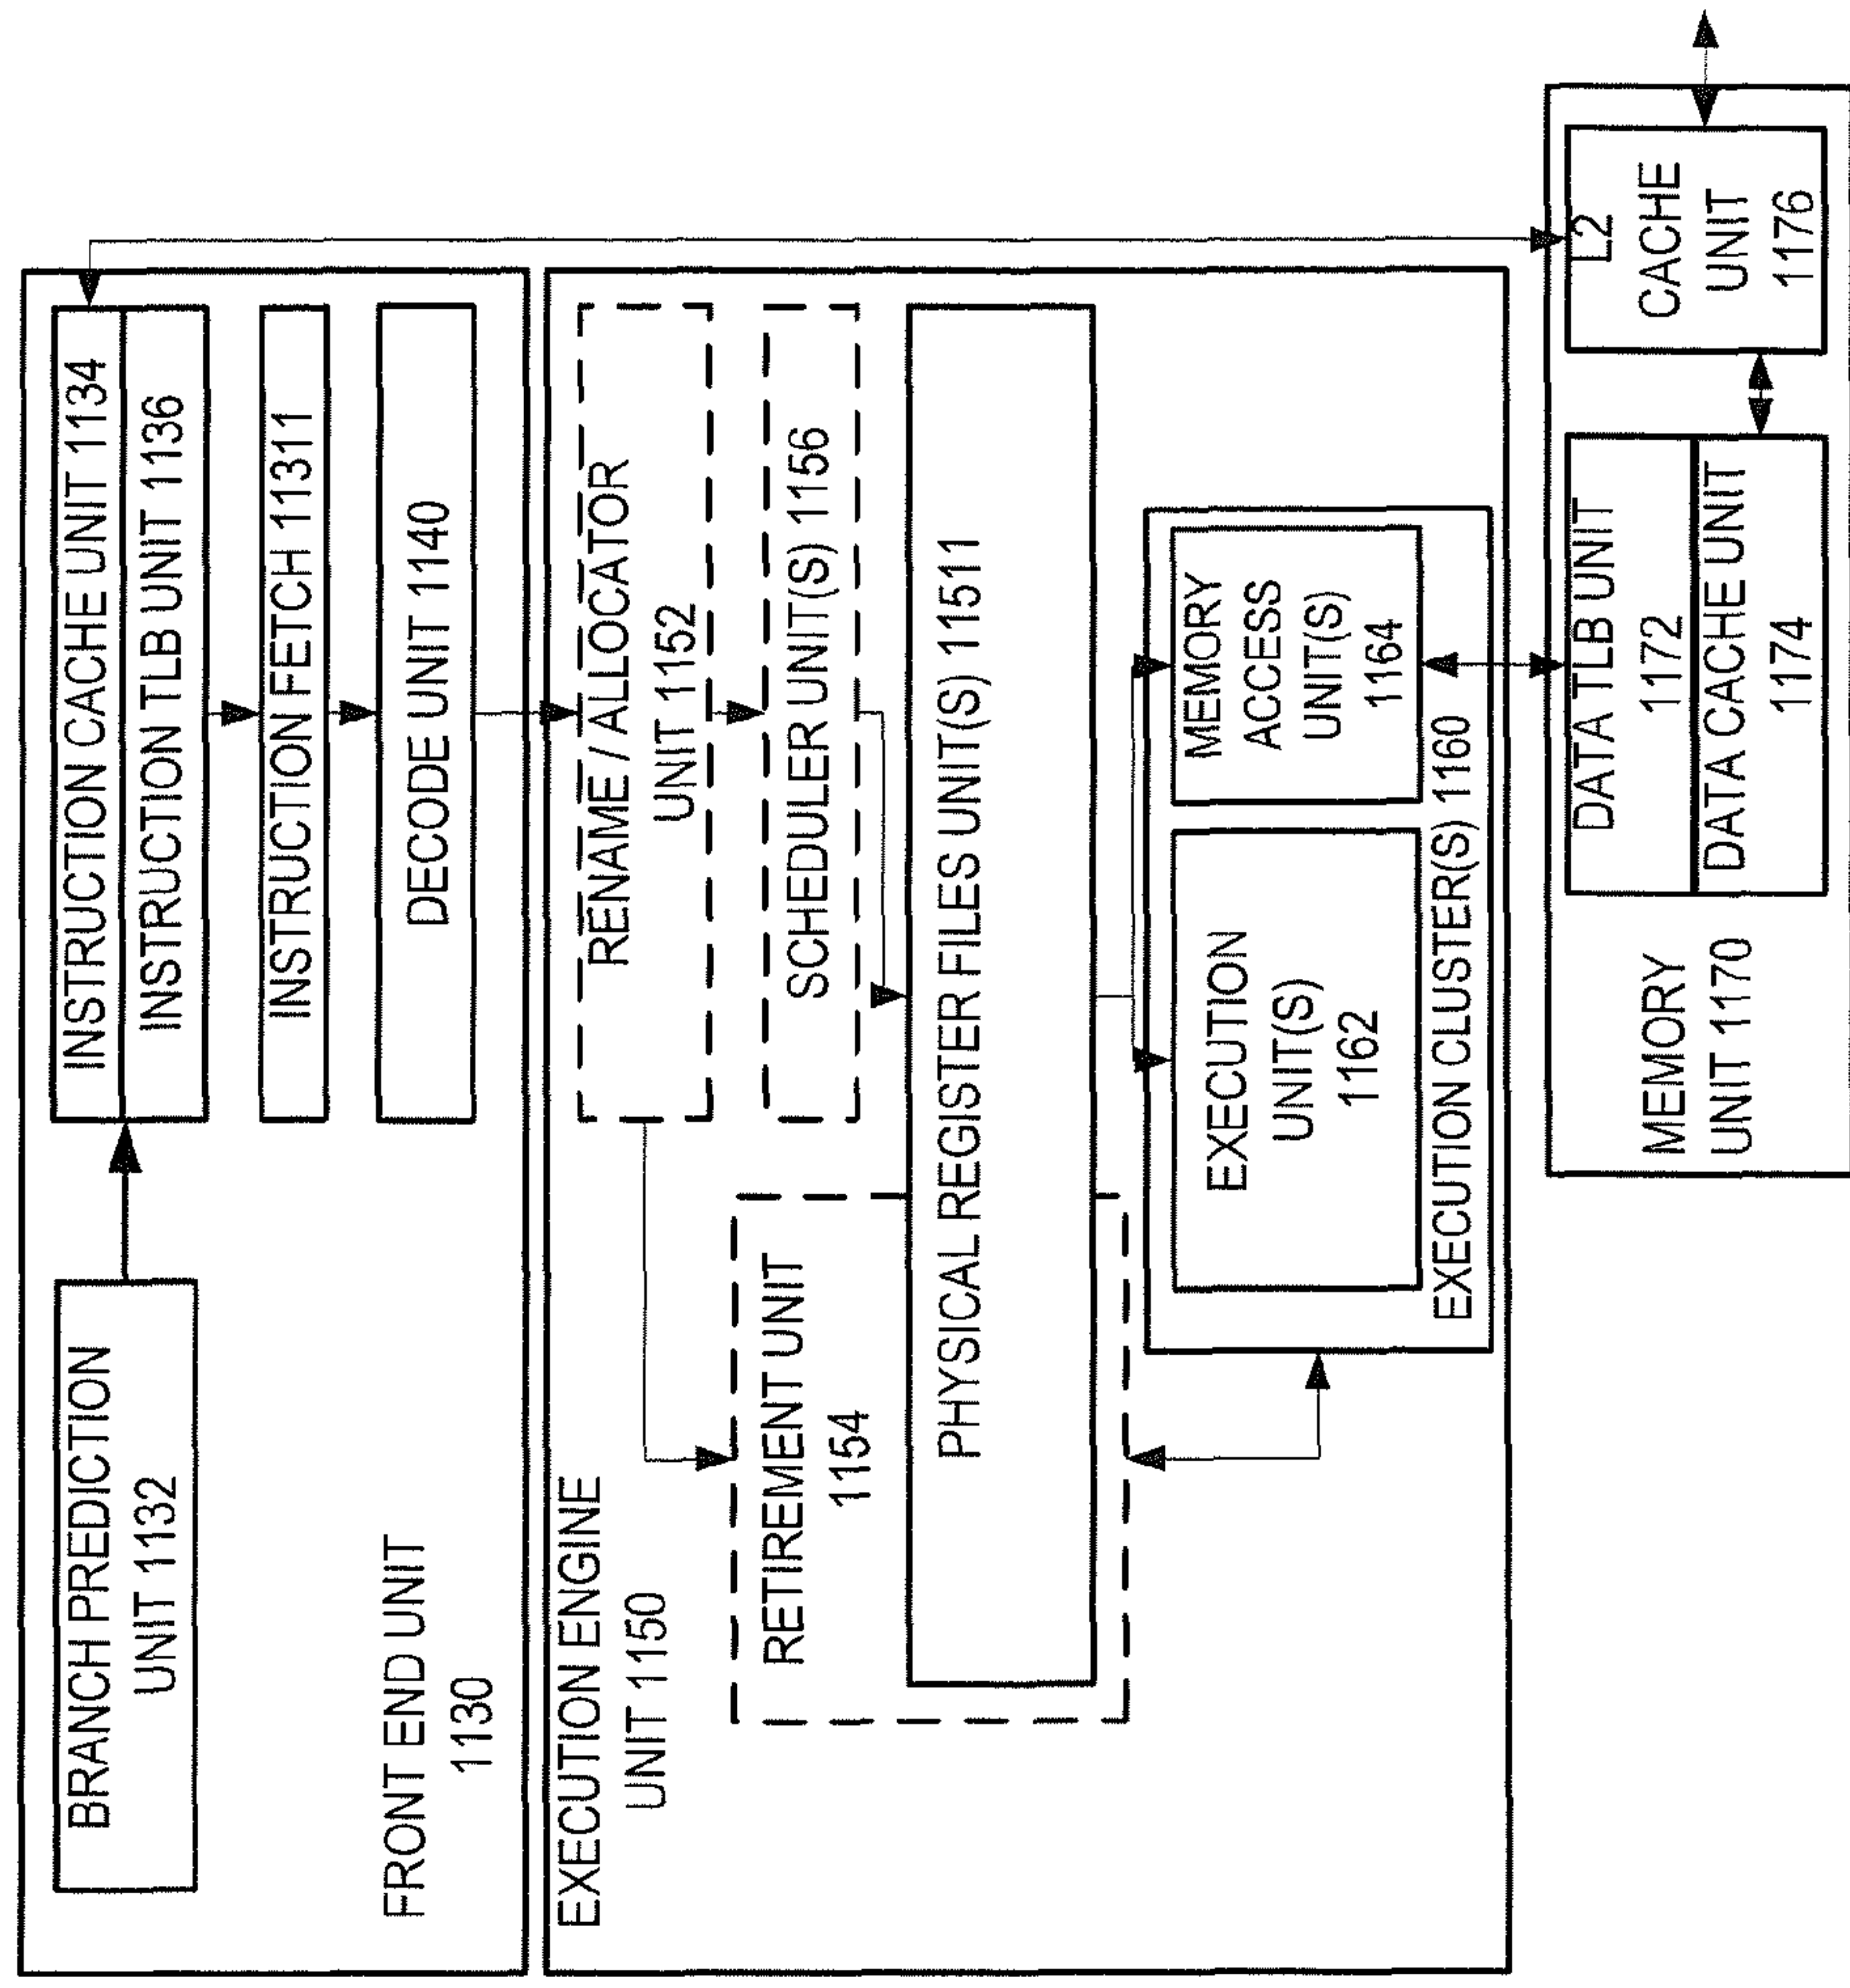 BRANCH PREDICTION
UNIT 1132
INSTRUCTION CACHE UNIT 1134
INSTRUCTION TLB UNIT 1136
INSTRUCTION FETCH 11311
DECODE UNIT 1140
FRONT END UNIT
1130
EXECUTION ENGINE
UNIT 1150
RENAME / ALLOCATOR
UNIT 1152
RETIREMENT UNIT
1154
SCHEDULER UNIT(S) 1156
PHYSICAL REGISTER FILES UNIT(S) 11511
EXECUTION
UNIT(S)
1162
MEMORY
ACCESS
UNIT(S)
1164
EXECUTION CLUSTER(S) 1160
MEMORY
UNIT 1170
DATA TLB UNIT
1172
DATA CACHE UNIT
1174
L2
CACHE
UNIT
1176